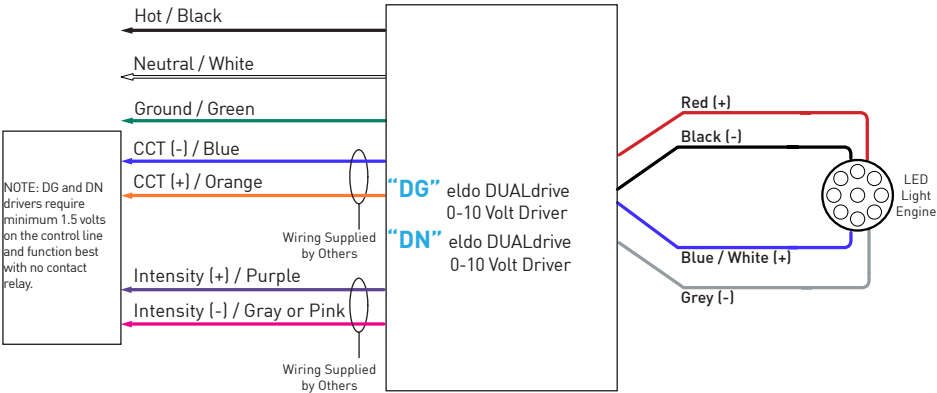 Hot / Black
Neutral / White
Ground / Green
CCT (-) / Blue
CCT (+) / Orange
NOTE: DG and DN
drivers require
minimum 1.5 volts
on the control line
and function best
with no contact
relay.
Wiring Supplied
by Others
Intensity (+) / Purple
Intensity (-) / Gray or Pink
Wiring Supplied
by Others
“DG” eldo DUALdrive
0-10 Volt Driver
“DN” eldo DUALdrive
0-10 Volt Driver
Red (+)
Black (-)
Blue / White (+)
Grey (-)
LED
Light
Engine